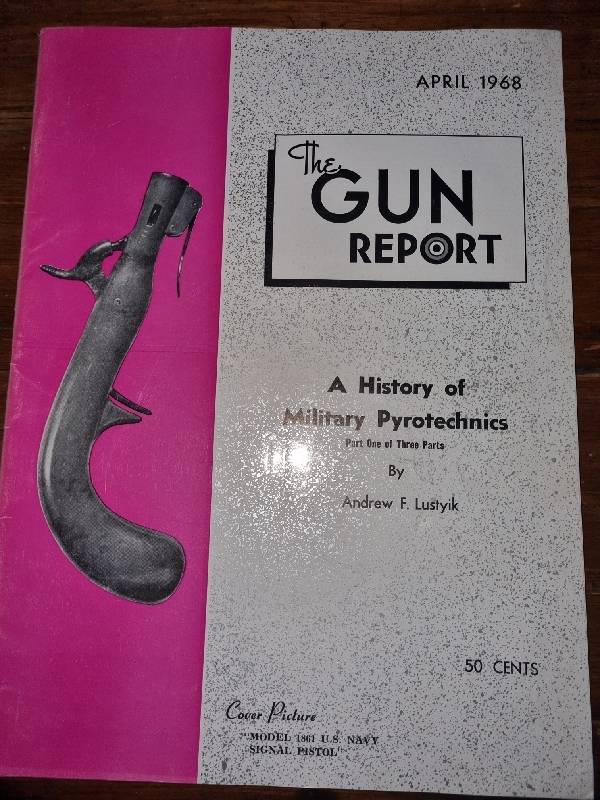 APRIL 1968
The
GUN
REPORT
A History of
Military Pyrotechnics
Part One of Three Parts
By
Andrew F. Lustyik
50 CENTS
Cover Picture
"MODEL 1861 U.S. NAVY
SIGNAL PISTOL"